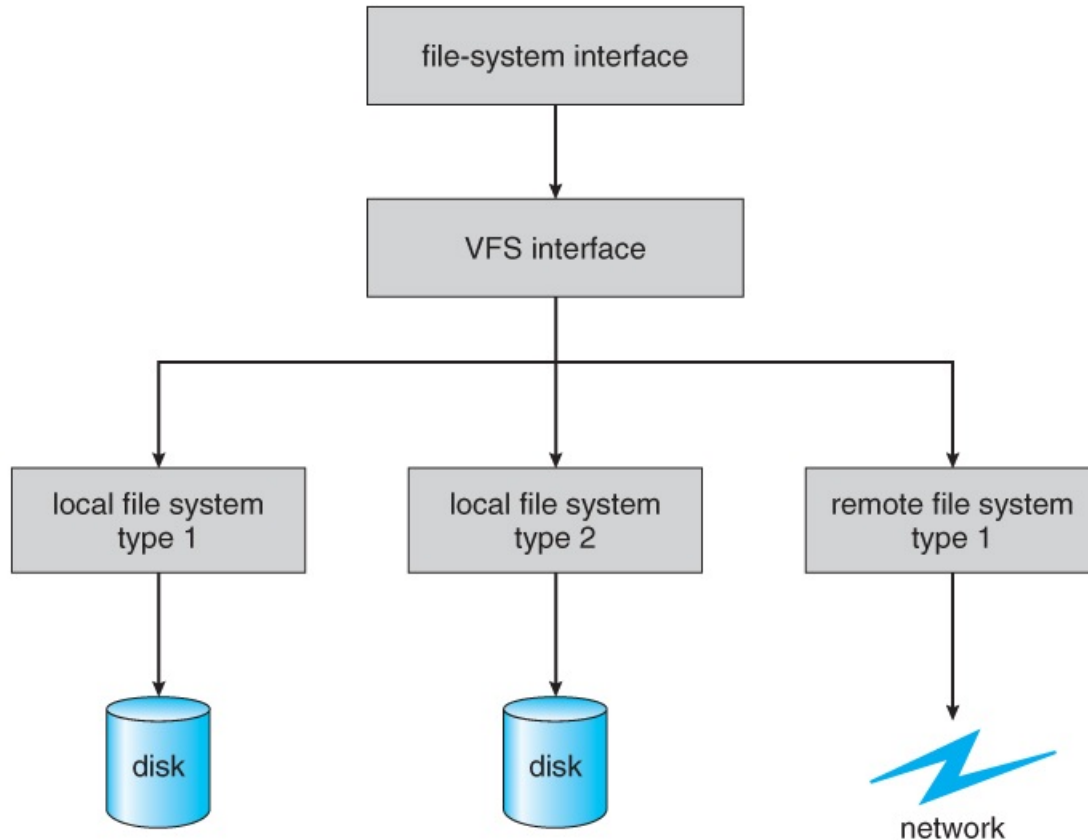 file-system interface
VFS interface
local file system
type 1
local file system
type 2
remote file system
type 1
disk
disk
network